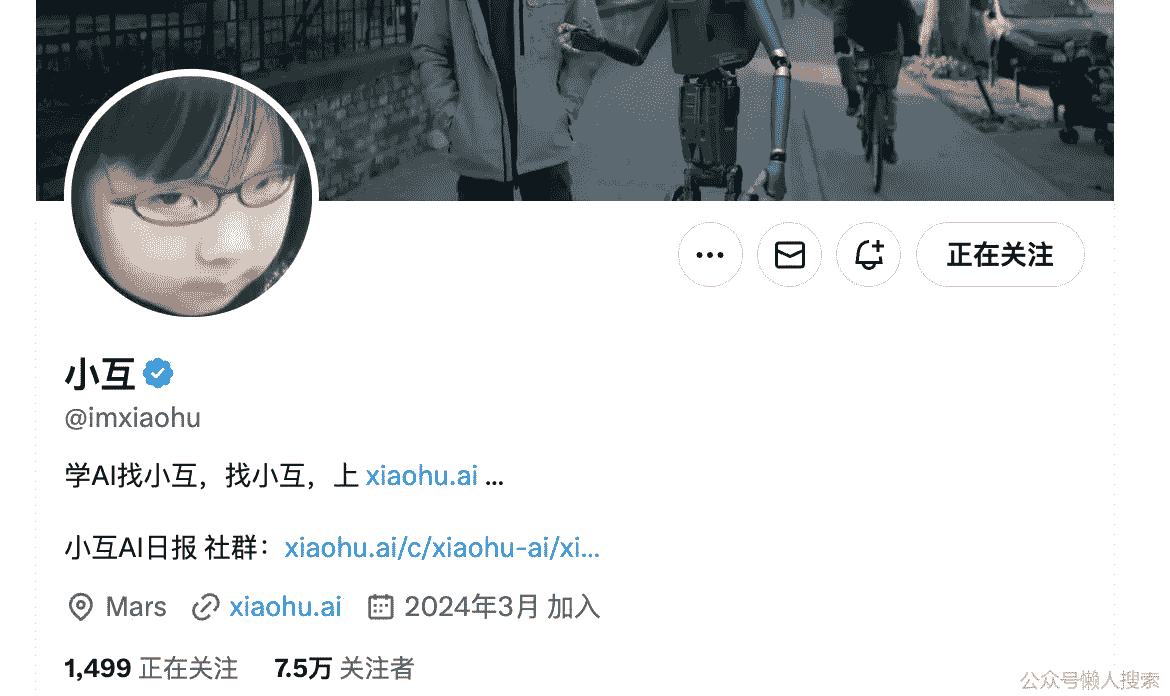 正在关注
小互
@imxiaohu
学AI找小互，找小互，上 xiaohu.ai ...
小互AI日报 社群：xiaohu.ai/c/xiaohu-ai/xi...
Mars xiaohu.ai 2024年3月 加入
1,499 正在关注 7.5万 关注者
公众号懒人搜索